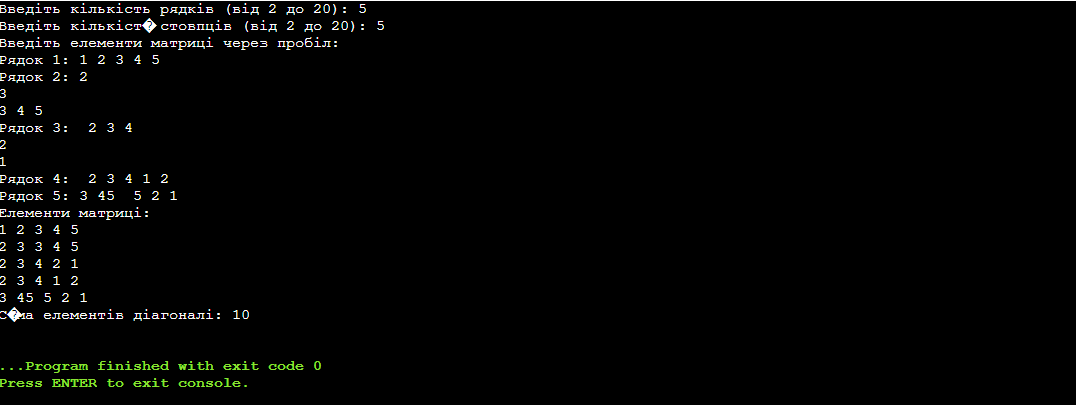 Введіть кількість рядків (від 2 до 20): 5
Введіть кількіст� стовпців (від 2 до 20): 5
Введіть елементи матриці через пробіл:
Рядок 1: 1 2 3 4 5
Рядок 2: 2
3
3 4 5
Рядок 3:  2 3 4
2
1
Рядок 4:  2 3 4 1 2
Рядок 5: 3 45  5 2 1
Елементи матриці:
1 2 3 4 5
2 3 3 4 5
2 3 4 2 1
2 3 4 1 2
3 45 5 2 1
С�ма елементів діагоналі: 10
...Program finished with exit code 0
Press ENTER to exit console.